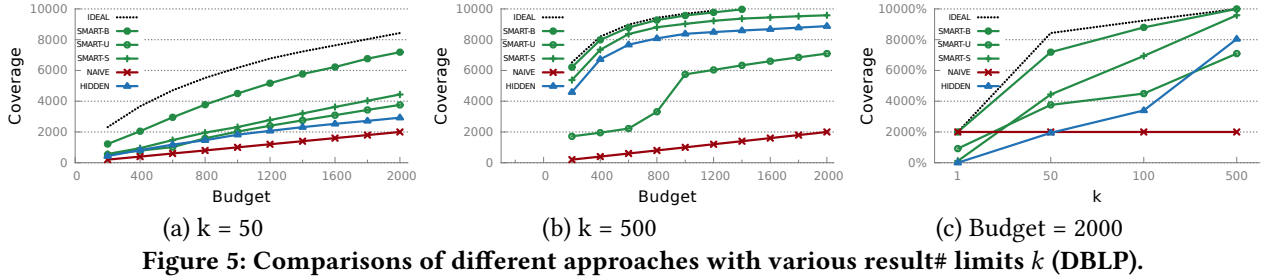 10000
8000
6000
4000
2000
0
Coverage
IDEAL
SMART-B
SMART-U
SMART-S
NAIVE
HIDDEN
0 400 800 1200 1600 2000
Budget
(a) k = 50
10000
8000
6000
4000
2000
0
Coverage
IDEAL
SMART-B
SMART-U
SMART-S
NAIVE
HIDDEN
0 400 800 1200 1600 2000
Budget
(b) k = 500
10000%
8000%
6000%
4000%
2000%
0%
Coverage
IDEAL
SMART-B
SMART-U
SMART-S
NAIVE
HIDDEN
1 50 100 500
k
(c) Budget = 2000
Figure 5: Comparisons of different approaches with various result# limits k (DBLP).